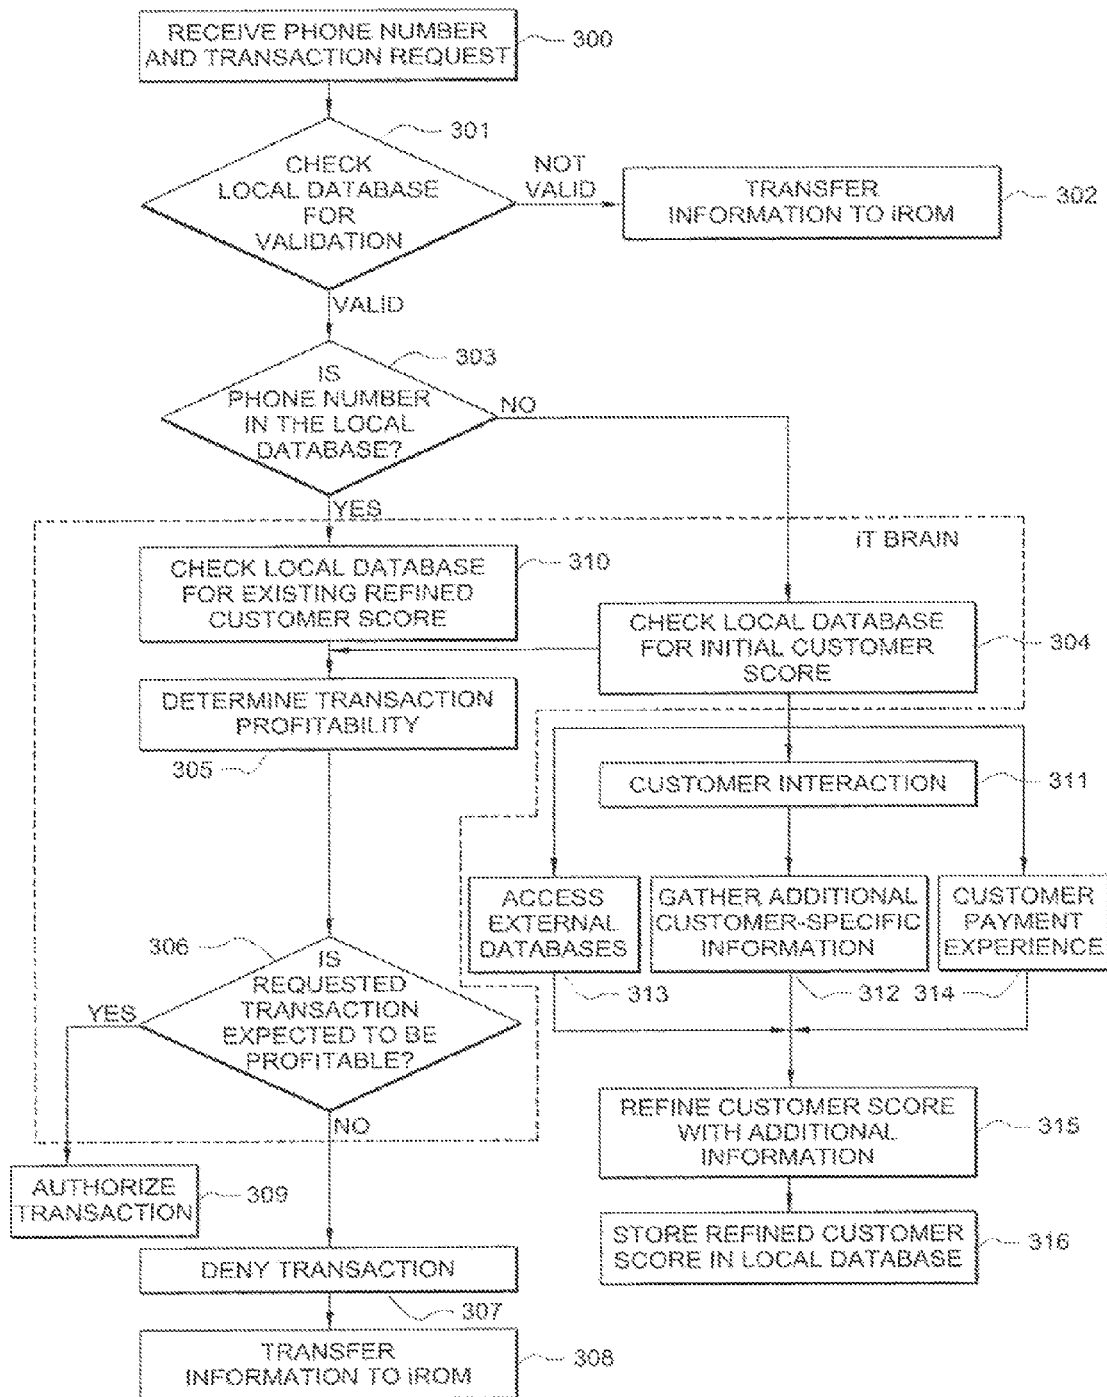 RECEIVE PHONE NUMBER
AND TRANSACTION REQUEST
300
301
CHECK
LOCAL DATABASE
FOR
VALIDATION
NOT
VALID
TRANSFER
INFORMATION TO iROM
302
VALID
303
IS
PHONE NUMBER
IN THE LOCAL
DATABASE?
NO
YES
iT BRAIN
CHECK LOCAL DATABASE
FOR EXISTING REFINED
CUSTOMER SCORE
310
CHECK LOCAL DATABASE
FOR INITIAL CUSTOMER
SCORE
304
DETERMINE TRANSACTION
PROFITABILITY
305
CUSTOMER INTERACTION
311
ACCESS
EXTERNAL
DATABASES
313
GATHER ADDITIONAL
CUSTOMER-SPECIFIC
INFORMATION
312
CUSTOMER
PAYMENT
EXPERIENCE
314
306
IS
REQUESTED
TRANSACTION
EXPECTED TO BE
PROFITABLE?
YES
NO
REFINE CUSTOMER SCORE
WITH ADDITIONAL
INFORMATION
315
AUTHORIZE
TRANSACTION
309
STORE REFINED CUSTOMER
SCORE IN LOCAL DATABASE
316
DENY TRANSACTION
307
TRANSFER
INFORMATION TO iROM
308